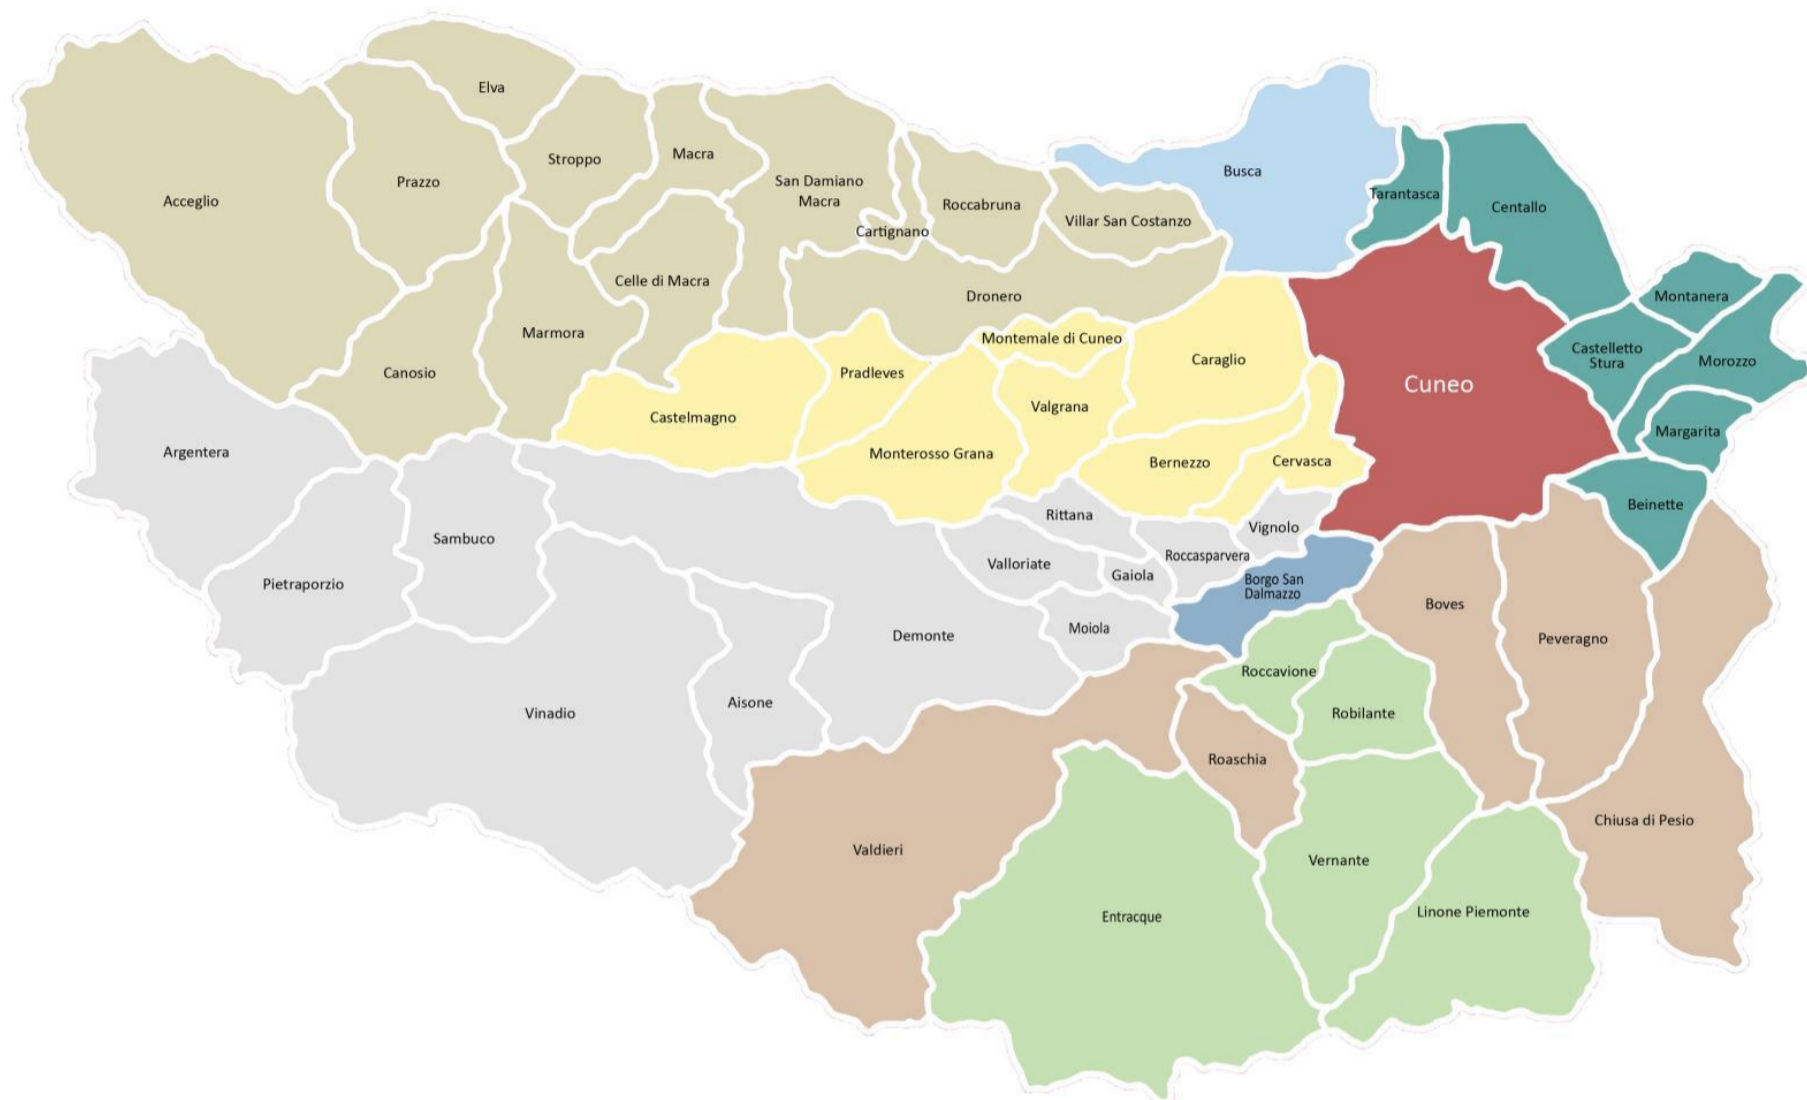 Elva
Acceglio
Prazzo
Stroppo
Macra
San Damiano
Macra
Cartignano
Roccabruna
Villar San Costanzo
Busca
Tarantasca
Centallo
Celle di Macra
Marmora
Canosio
Dronero
Montemale di Cuneo
Pradleves
Caraglio
Castelmagno
Valgrana
Monterosso Grana
Bernezzo
Cervasca
Cuneo
Montanera
Castelletto
Stura
Morozzo
Margarita
Beinette
Argentera
Sambuco
Pietraporzio
Rittana
Vignolo
Valloriate
Roccasparvera
Gaiola
Borgo San
Dalmazzo
Moiola
Demonte
Vinadio
Aisone
Boves
Peveragno
Roccavione
Robilante
Roaschia
Chiusa di Pesio
Valdieri
Vernante
Entracque
Linone Piemonte